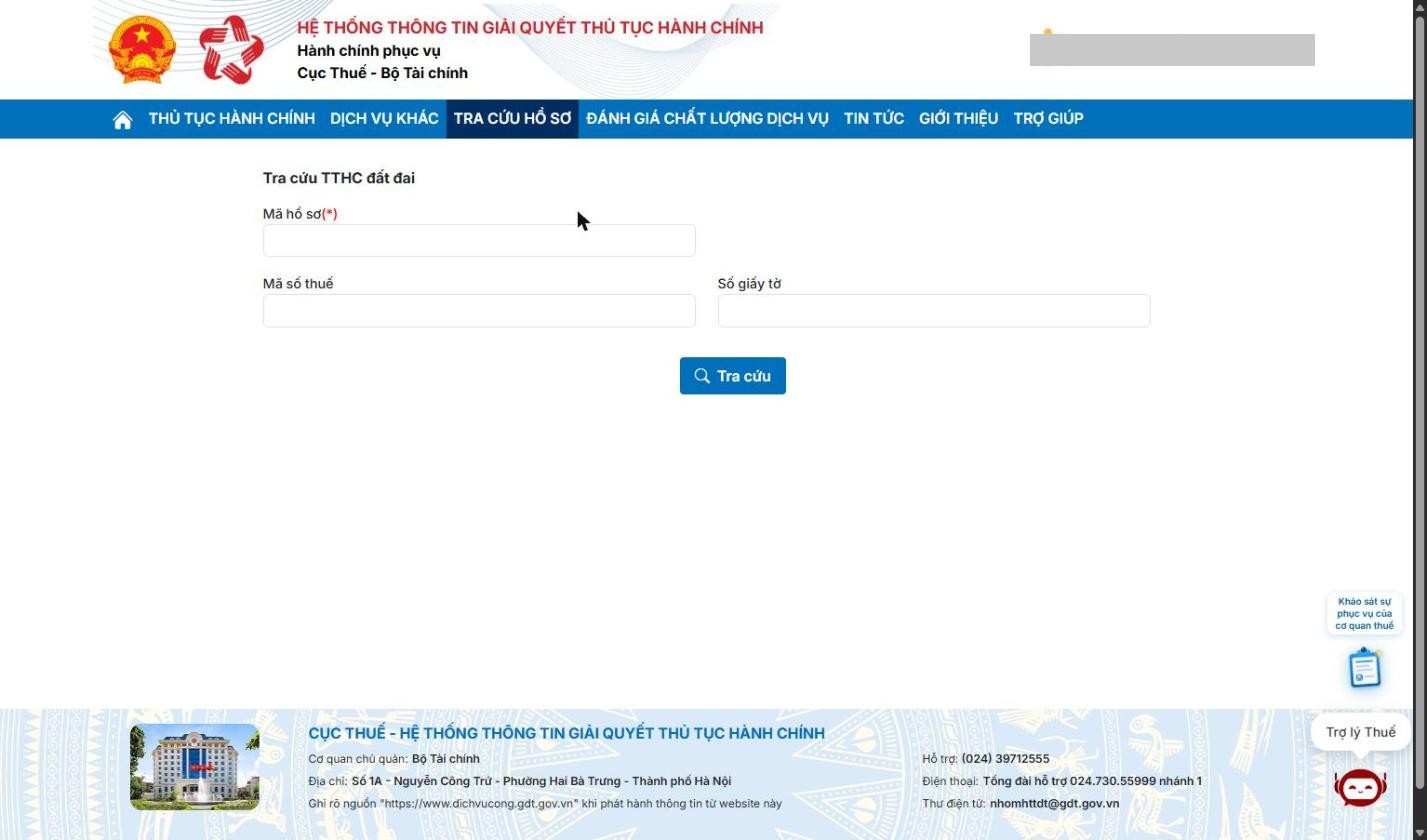 HỆ THỐNG THÔNG TIN GIẢI QUYẾT THỦ TỤC HÀNH CHÍNH
Hành chính phục vụ
Cục Thuế - Bộ Tài chính
THỦ TỤC HÀNH CHÍNH DỊCH VỤ KHÁC TRA CỨU HỒ SƠ ĐÁNH GIÁ CHẤT LƯỢNG DỊCH VỤ TIN TỨC GIỚI THIỆU TRỢ GIÚP
Tra cứu TTHC đất đai
Mã hồ sơ(*)
Mã số thuế Số giấy tờ
Tra cứu
Khảo sát sự
phục vụ của
cơ quan thuế
CỤC THUẾ - HỆ THỐNG THÔNG TIN GIẢI QUYẾT THỦ TỤC HÀNH CHÍNH
Trợ lý Thuế
Cơ quan chủ quản: Bộ Tài chính Hỗ trợ: (024) 39712555
Địa chỉ: Số 1A - Nguyễn Công Trứ - Phường Hai Bà Trưng - Thành phố Hà Nội Điện thoại: Tổng đài hỗ trợ 024.730.55999 nhánh 1
Ghi rõ nguồn "https://www.dichvucong.gdt.gov.vn" khi phát hành thông tin từ website này Thư điện tử: nhomhttdt@gdt.gov.vn